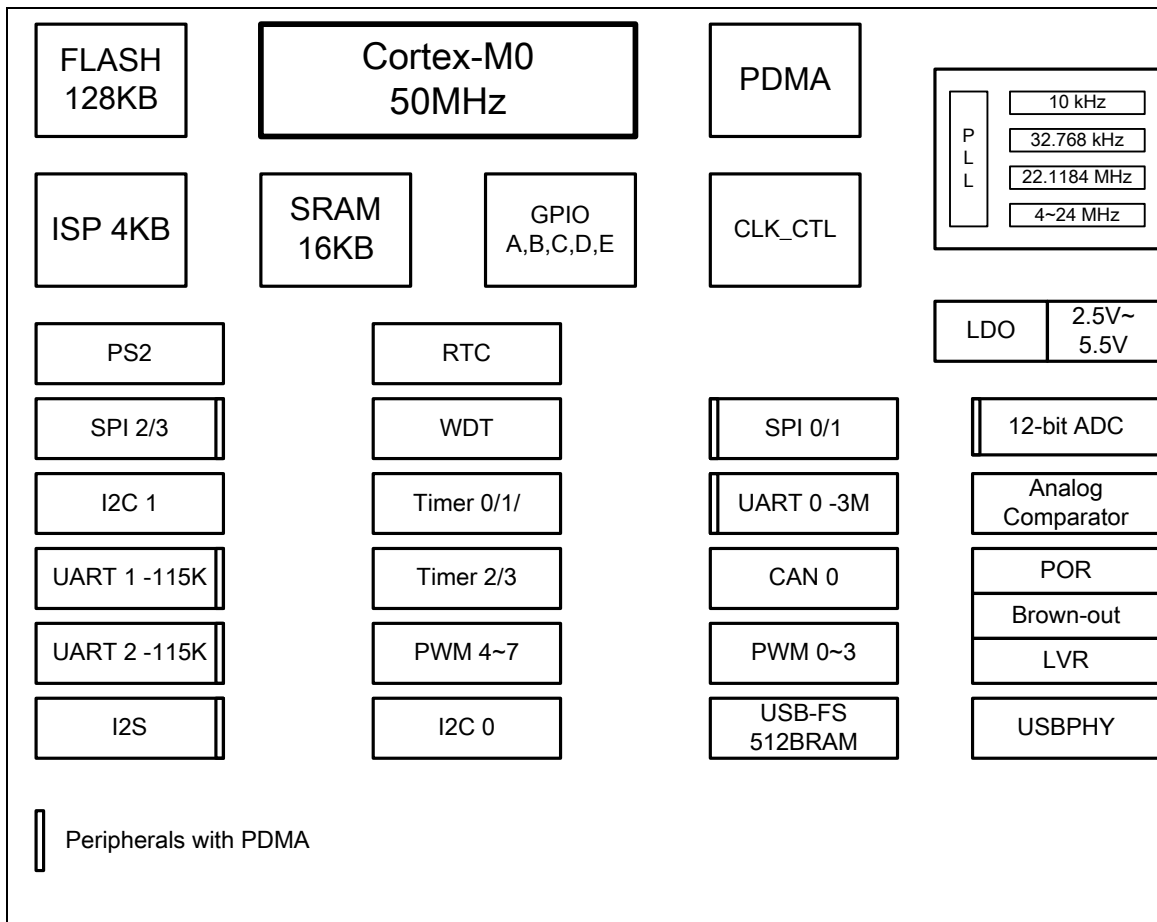 FLASH
128KB
Cortex-M0
50MHz
PDMA
P
L
L
10 kHz
32.768 kHz
22.1184 MHz
4~24 MHz
ISP 4KB
SRAM
16KB
GPIO
A,B,C,D,E
CLK_CTL
LDO
2.5V~
5.5V
PS2
RTC
SPI 2/3
WDT
SPI 0/1
12-bit ADC
I2C 1
Timer 0/1/
UART 0 -3M
Analog
Comparator
UART 1 -115K
Timer 2/3
CAN 0
POR
Brown-out
UART 2 -115K
PWM 4~7
PWM 0~3
LVR
I2S
I2C 0
USB-FS
512BRAM
USBPHY
Peripherals with PDMA